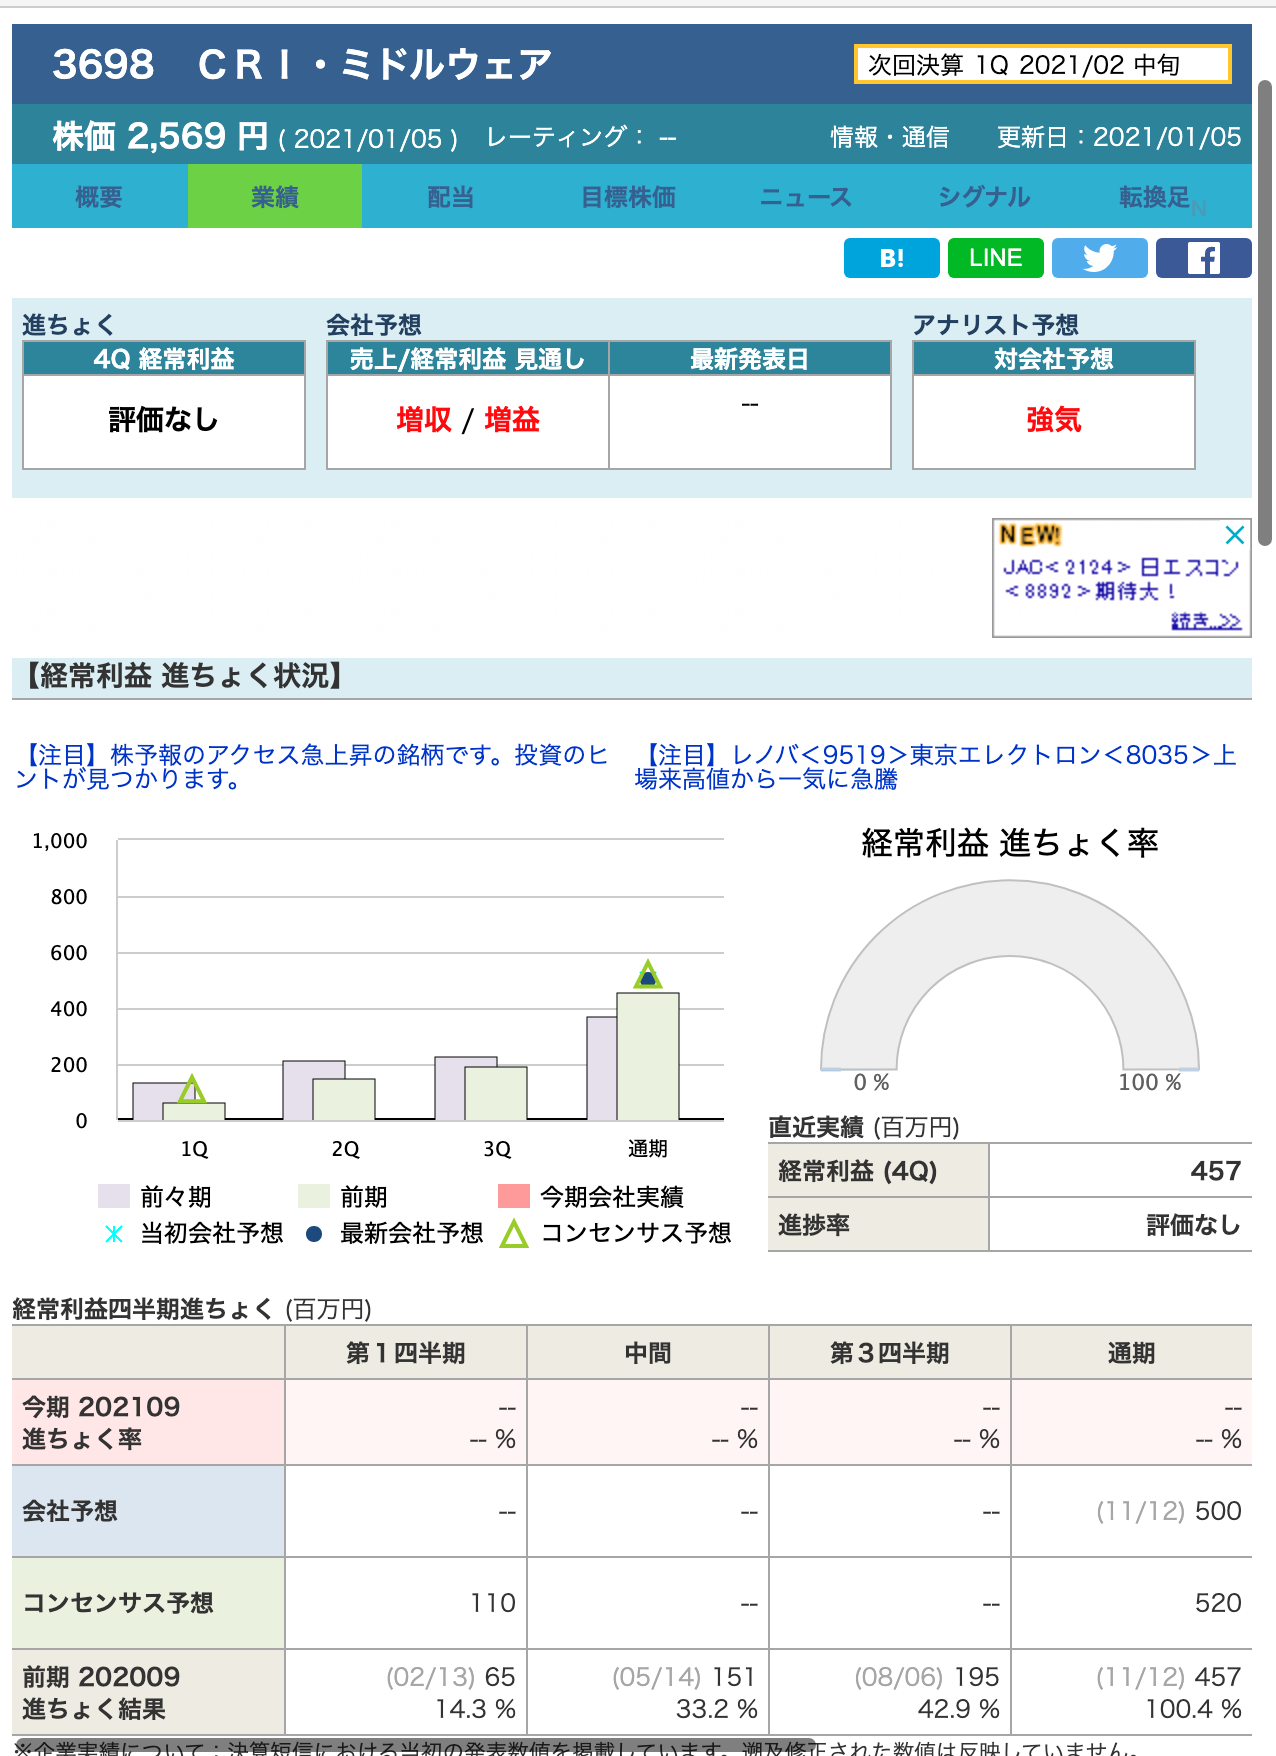 3698　ＣＲＩ・ミドルウェア
次回決算 1Q 2021/02 中旬
株価 2,569 円 ( 2021/01/05 )　レーティング： --　情報・通信　更新日：2021/01/05
概要　業績　配当　目標株価　ニュース　シグナル　転換足 N
B!　LINE
進ちょく　会社予想　アナリスト予想
4Q 経常利益　売上/経常利益 見通し　最新発表日　対会社予想
評価なし　増収 / 増益　--　強気
NEW!
JAC<2124> 日エスコン
<8892>期待大！
続き..>>
【経常利益 進ちょく状況】
【注目】株予報のアクセス急上昇の銘柄です。投資のヒ
ントが見つかります。
【注目】レノバ<9519>東京エレクトロン<8035>上
場来高値から一気に急騰
1,000
800
600
400
200
0
1Q　2Q　3Q　通期
前々期　前期　今期会社実績
当初会社予想　最新会社予想　コンセンサス予想
経常利益 進ちょく率
0 %　100 %
直近実績 (百万円)
経常利益 (4Q)　457
進捗率　評価なし
経常利益四半期進ちょく (百万円)
第１四半期　中間　第３四半期　通期
今期 202109　--　--　--　--
進ちょく率　-- %　-- %　-- %　-- %
会社予想　--　--　--　(11/12) 500
コンセンサス予想　110　--　--　520
前期 202009　(02/13) 65　(05/14) 151　(08/06) 195　(11/12) 457
進ちょく結果　14.3 %　33.2 %　42.9 %　100.4 %
※企業実績について：決算短信における当初の発表数値を掲載しています。遡及修正された数値は反映していません。